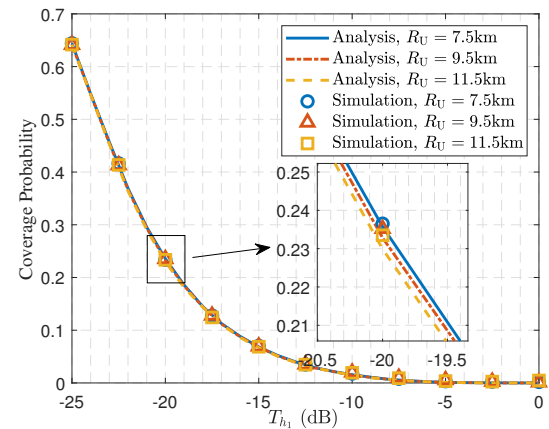 0.7
0.6
0.5
0.4
0.3
0.2
0.1
0
Coverage Probability
-25
-20
-15
-10
-5
0
T_{h_1} (dB)
Analysis, R_U = 7.5km
Analysis, R_U = 9.5km
Analysis, R_U = 11.5km
Simulation, R_U = 7.5km
Simulation, R_U = 9.5km
Simulation, R_U = 11.5km
0.25
0.24
0.23
0.22
0.21
-20.5
-20
-19.5